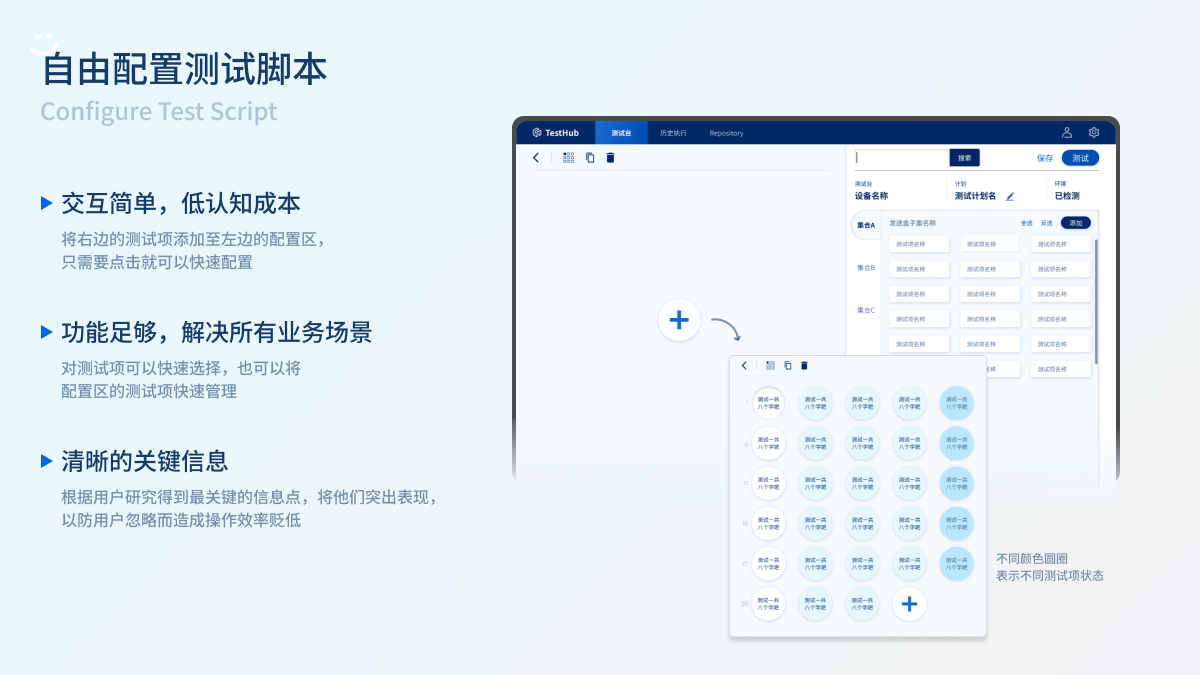 自由配置测试脚本
Configure Test Script
交互简单，低认知成本
将右边的测试项添加至左边的配置区，
只需要点击就可以快速配置
功能足够，解决所有业务场景
对测试项可以快速选择，也可以将
配置区的测试项快速管理
清晰的关键信息
根据用户研究得到最关键的信息点，将他们突出表现，
以防用户忽略而造成操作效率贬低
TestHub 测试台 历史执行 Repository
搜索 保存 测试
测试台 计划 环境
设备名称 测试计划名 已检测
集合A 发送盒子集名称 全选 反选 添加
测试项名称 测试项名称 测试项名称
集合B 测试项名称 测试项名称 测试项名称
测试项名称 测试项名称 测试项名称
集合C 测试项名称 测试项名称 测试项名称
测试项名称 测试项名称 测试项名称
名称 测试项名称
1 测试一共 测试一共 测试一共 测试一共 测试一共
八个字吧 八个字吧 八个字吧 八个字吧 八个字吧
6 测试一共 测试一共 测试一共 测试一共 测试一共
八个字吧 八个字吧 八个字吧 八个字吧 八个字吧
11 测试一共 测试一共 测试一共 测试一共 测试一共
八个字吧 八个字吧 八个字吧 八个字吧 八个字吧
测试一共 测试一共 测试一共 测试一共 测试一共
八个字吧 八个字吧 八个字吧 八个字吧 八个字吧
21 测试一共 测试一共 测试一共 测试一共 测试一共
八个字吧 八个字吧 八个字吧 八个字吧 八个字吧
26 测试一共 测试一共 测试一共
八个字吧 八个字吧 八个字吧
不同颜色圆圈
表示不同测试项状态